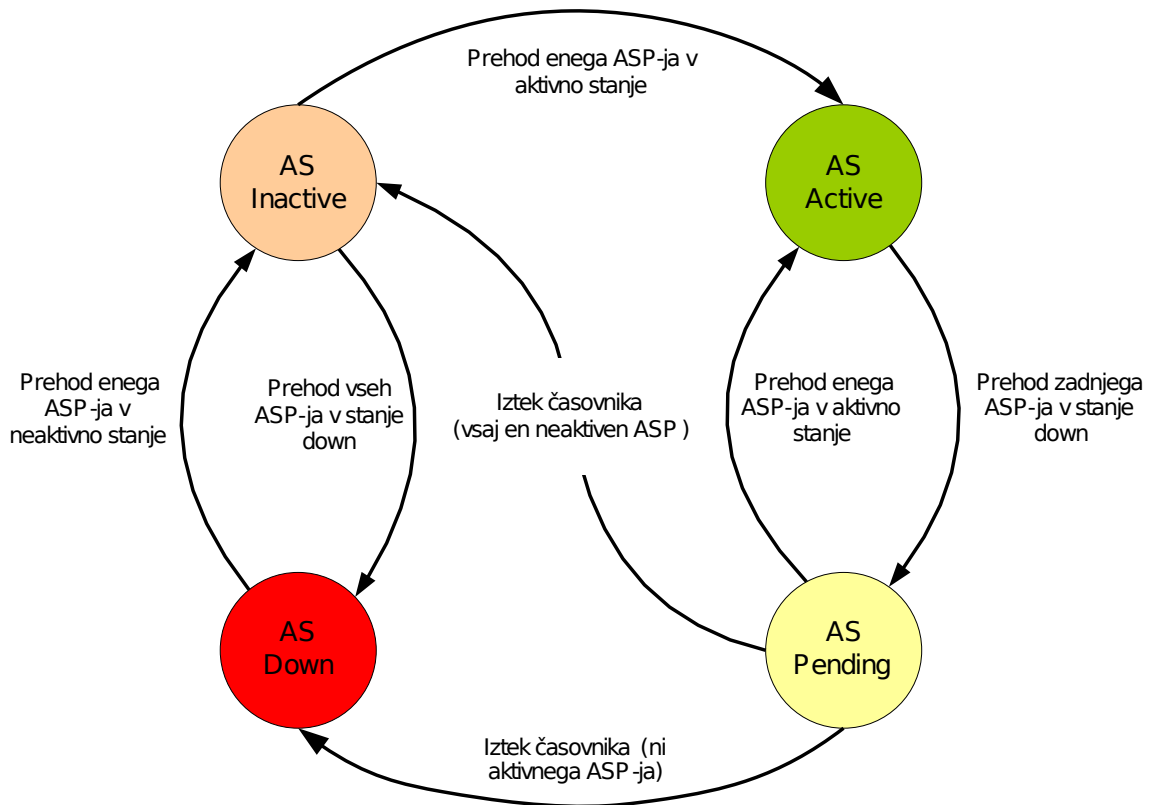 Prehod enega ASP-ja v
aktivno stanje
AS
Inactive
AS
Active
Prehod enega
ASP-ja v
neaktivno stanje
Prehod vseh
ASP-ja v stanje
down
Iztek časovnika
(vsaj en neaktiven ASP)
Prehod enega
ASP-ja v aktivno
stanje
Prehod zadnjega
ASP-ja v stanje
down
AS
Down
AS
Pending
Iztek časovnika (ni
aktivnega ASP-ja)